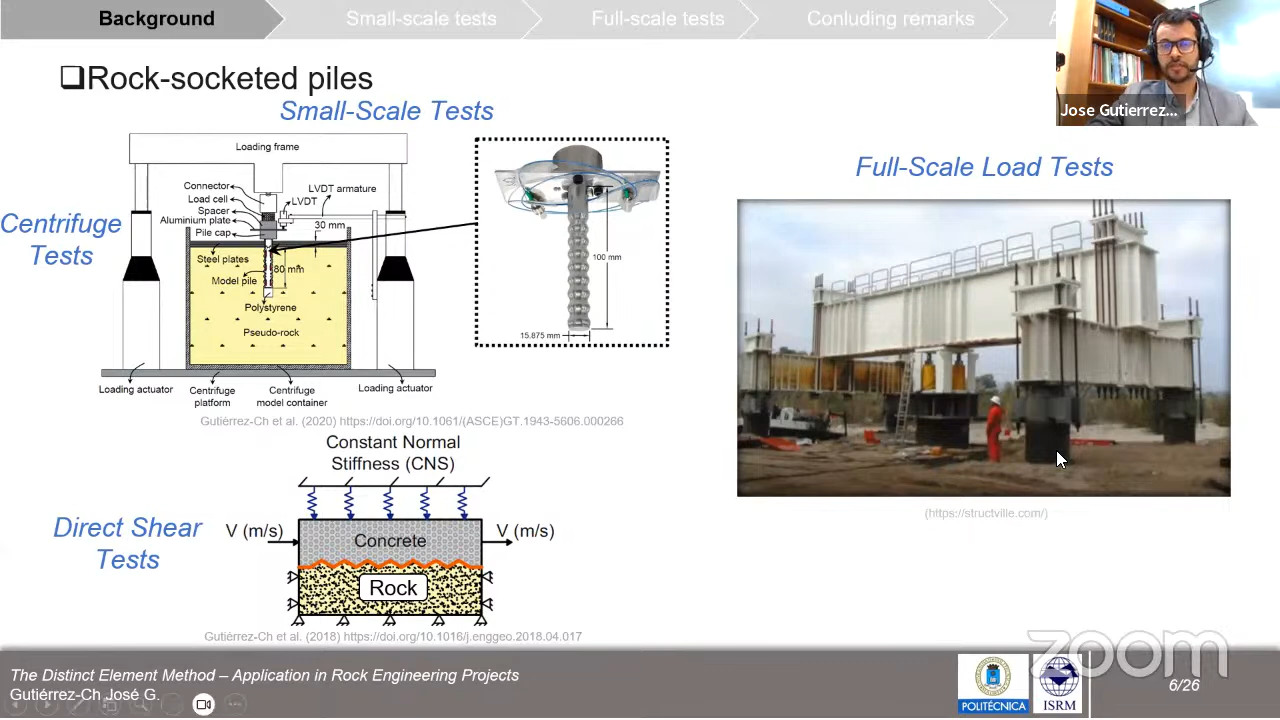 Background
Small-scale tests
Full-scale tests
Conluding remarks
A
Jose Gutierrez...
❑Rock-socketed piles
Small-Scale Tests
Centrifuge
Tests
Loading frame
Connector
Load cell
Spacer
Aluminium plate
Pile cap
LVDT armature
LVDT
30 mm
Steel plates
Model pile
80 mm
Polystyrene
Pseudo-rock
Loading actuator
Centrifuge
platform
Centrifuge
model container
Loading actuator
100 mm
15.875 mm
Gutiérrez-Ch et al. (2020) https://doi.org/10.1061/(ASCE)GT.1943-5606.000266
Full-Scale Load Tests
(https://structville.com/)
Direct Shear
Tests
Constant Normal
Stiffness (CNS)
V (m/s)
V (m/s)
Concrete
Rock
Gutiérrez-Ch et al. (2018) https://doi.org/10.1016/j.enggeo.2018.04.017
The Distinct Element Method – Application in Rock Engineering Projects
Gutiérrez-Ch José G.
POLITÉCNICA
ISRM
zoom
6/26